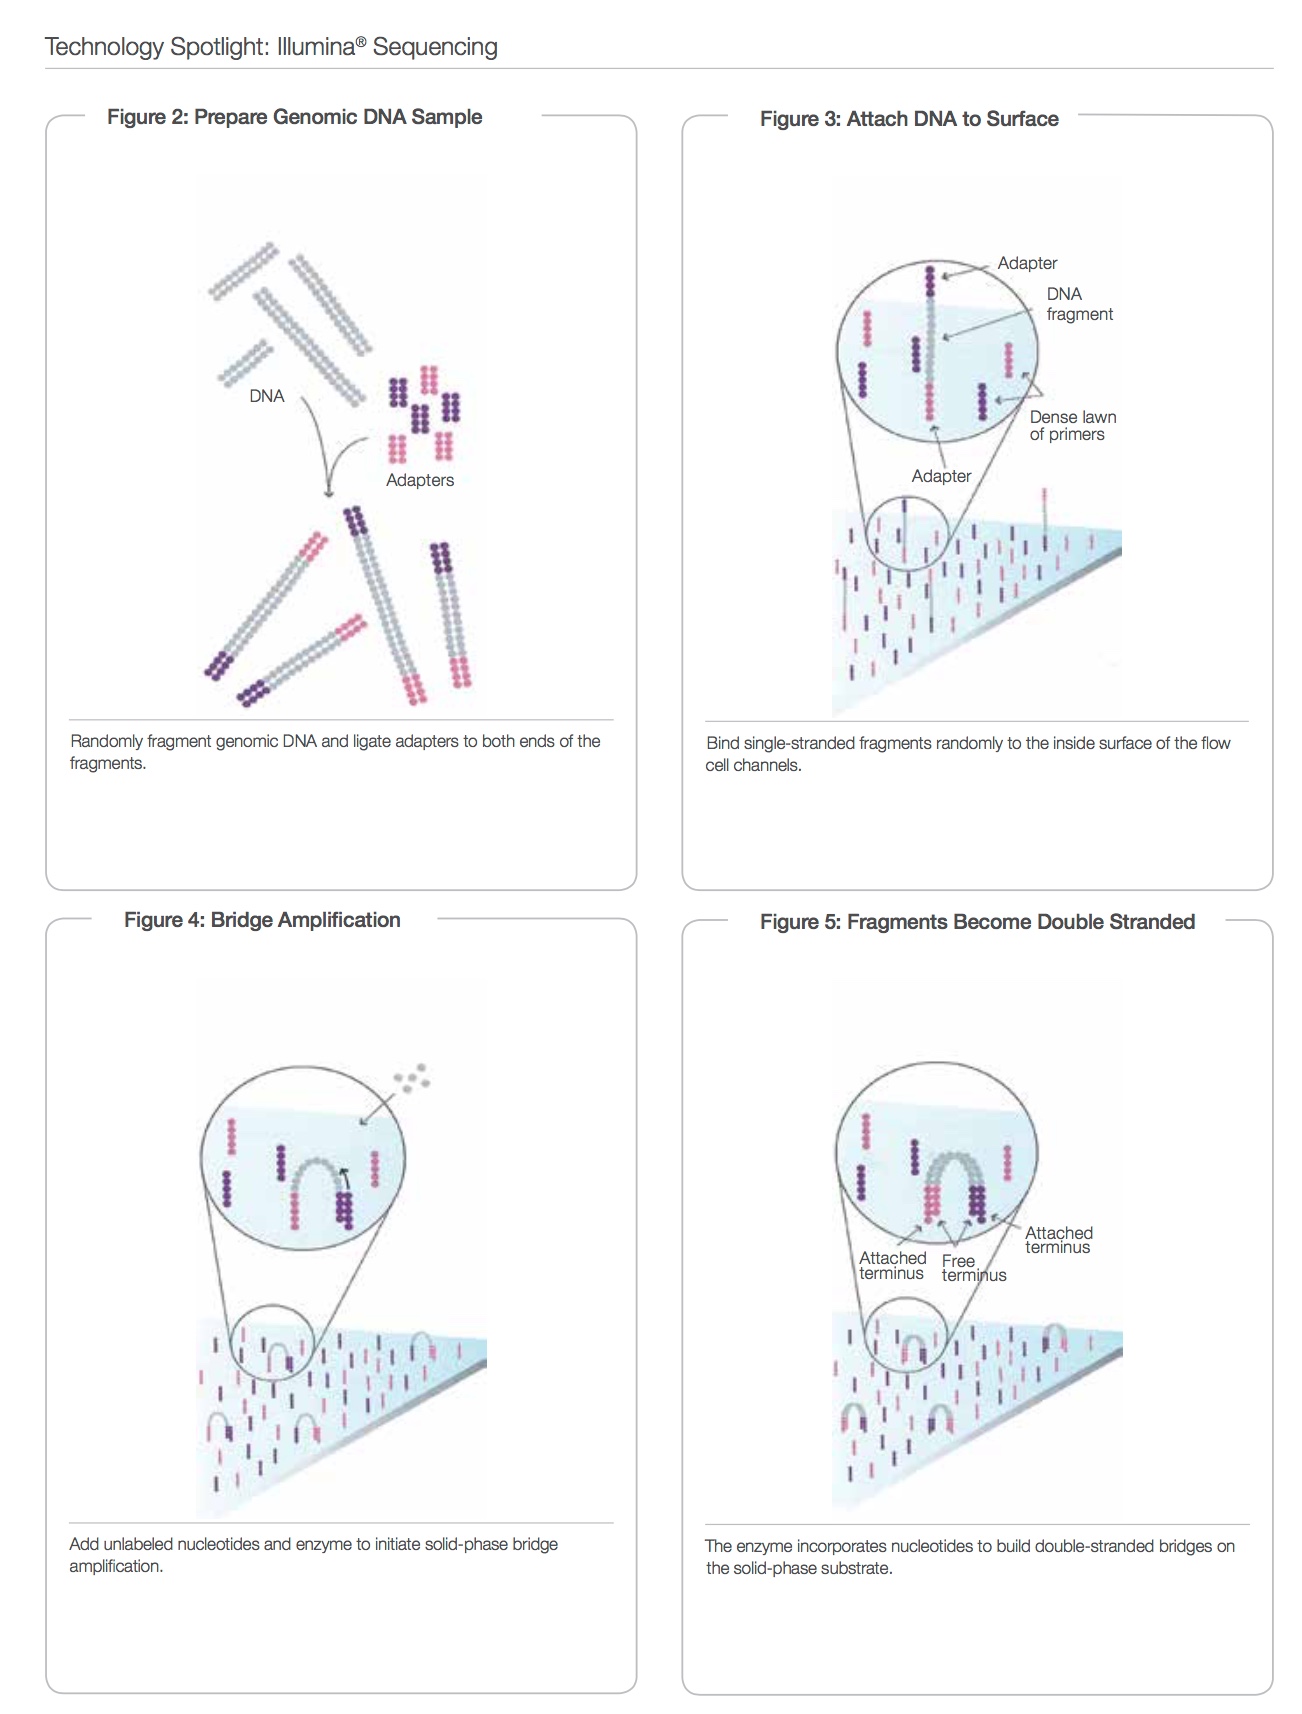 Technology Spotlight: Illumina® Sequencing
Figure 2: Prepare Genomic DNA Sample
DNA
Adapters
Randomly fragment genomic DNA and ligate adapters to both ends of the
fragments.
Figure 3: Attach DNA to Surface
Adapter
DNA
fragment
Dense lawn
of primers
Adapter
Bind single-stranded fragments randomly to the inside surface of the flow
cell channels.
Figure 4: Bridge Amplification
Add unlabeled nucleotides and enzyme to initiate solid-phase bridge
amplification.
Figure 5: Fragments Become Double Stranded
Attached
terminus
Free
terminus
Attached
terminus
The enzyme incorporates nucleotides to build double-stranded bridges on
the solid-phase substrate.